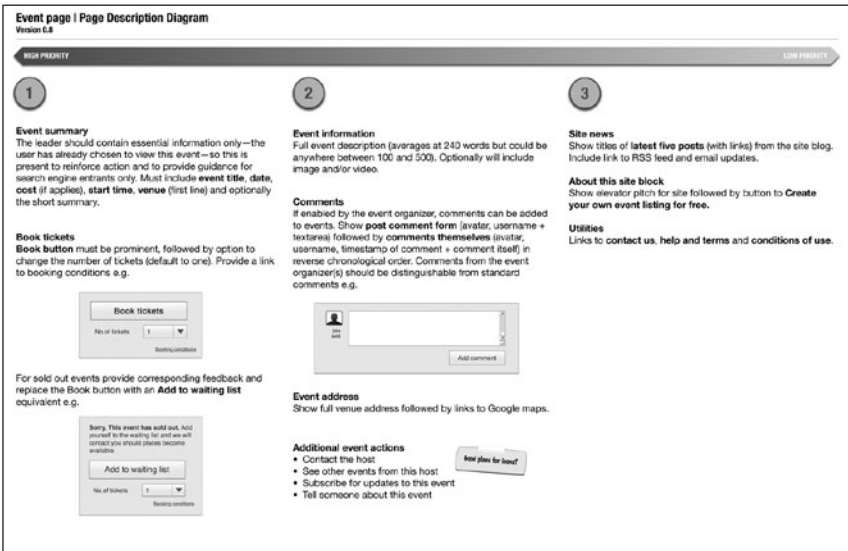 Event page | Page Description Diagram
Version 0.8
HIGH PRIORITY
LOW PRIORITY
1
Event summary
The leader should contain essential information only—the
user has already chosen to view this event—so this is
present to reinforce action and to provide guidance for
search engine entrants only. Must include event title, date,
cost (if applies), start time, venue (first line) and optionally
the short summary.
Book tickets
Book button must be prominent, followed by option to
change the number of tickets (default to one). Provide a link
to booking conditions e.g.
Book tickets
No.of tickets 1
Booking conditions
For sold out events provide corresponding feedback and
replace the Book button with an Add to waiting list
equivalent e.g.
Sorry. This event has sold out. Add
yourself to the waiting list and we will
contact you should places become
available.
Add to waiting list
No.of tickets 1
Booking conditions
2
Event information
Full event description (averages at 240 words but could be
anywhere between 100 and 500). Optionally will include
image and/or video.
Comments
If enabled by the event organizer, comments can be added
to events. Show post comment form (avatar, username +
textarea) followed by comments themselves (avatar,
username, timestamp of comment + comment itself) in
reverse chronological order. Comments from the event
organizer(s) should be distinguishable from standard
comments e.g.
Add comment
Event address
Show full venue address followed by links to Google maps.
Additional event actions
• Contact the host
• See other events from this host
• Subscribe for updates to this event
• Tell someone about this event
plans for
3
Site news
Show titles of latest five posts (with links) from the site blog.
Include link to RSS feed and email updates.
About this site block
Show elevator pitch for site followed by button to Create
your own event listing for free.
Utilities
Links to contact us, help and terms and conditions of use.